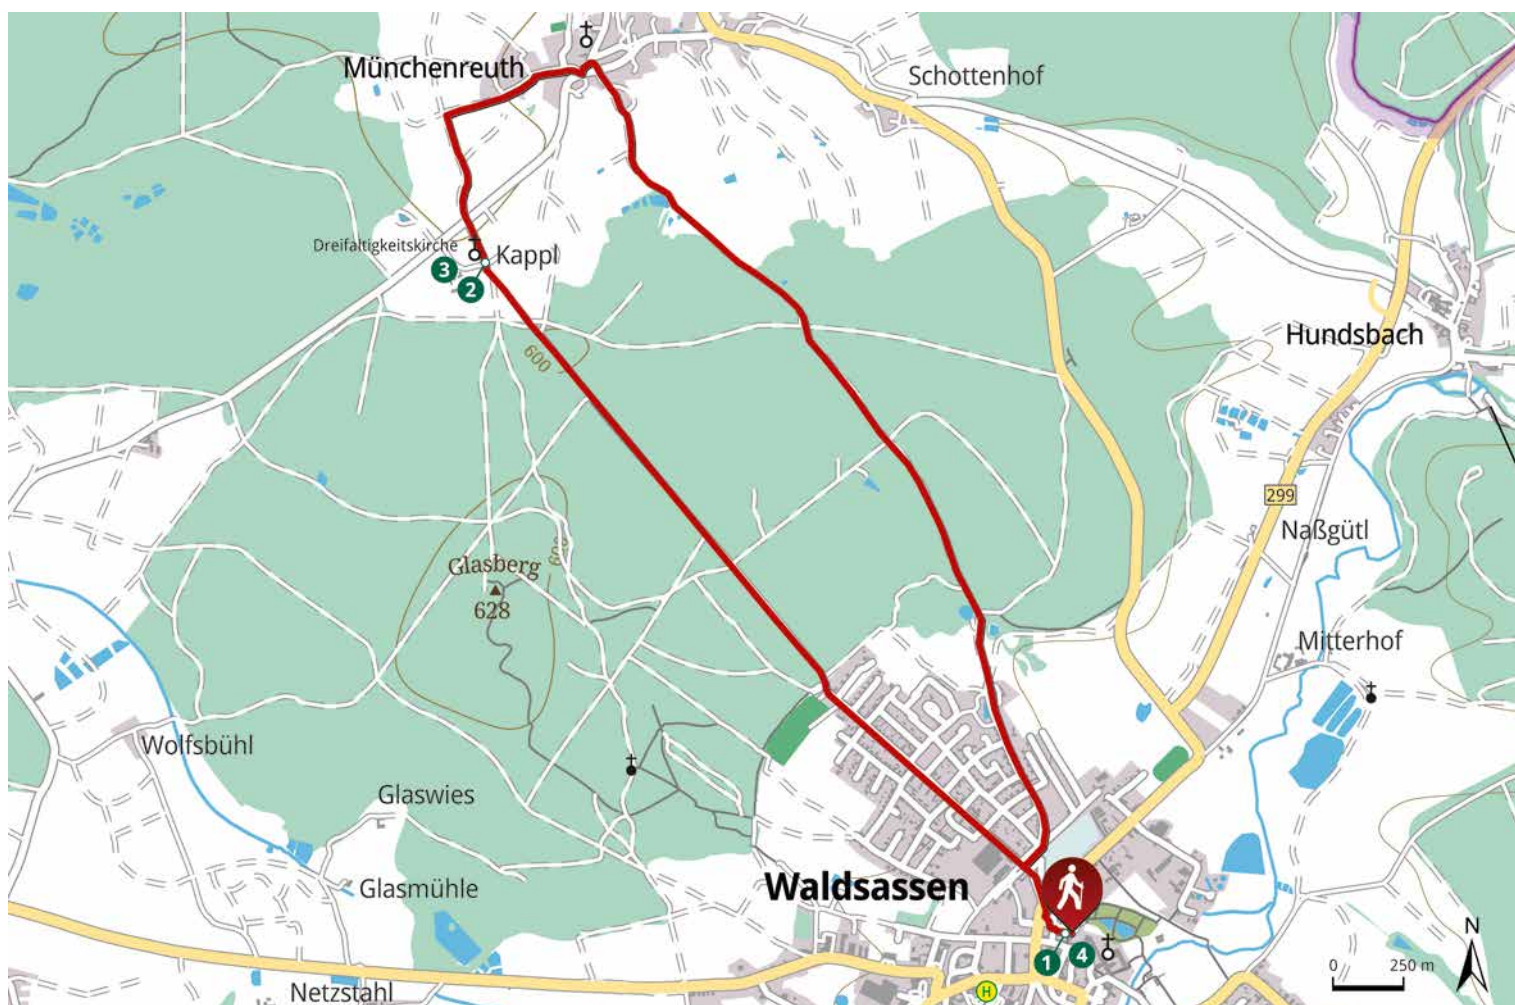 Münchenreuth
Schottenhof
Dreifaltigkeitskirche
Kappl
3
2
Hundsbach
600
299
Naßgütl
Glasberg
600
628
Mitterhof
Wolfsbühl
Glaswies
Glasmühle
Waldsassen
N
1
4
0 250 m
H
Netzstahl